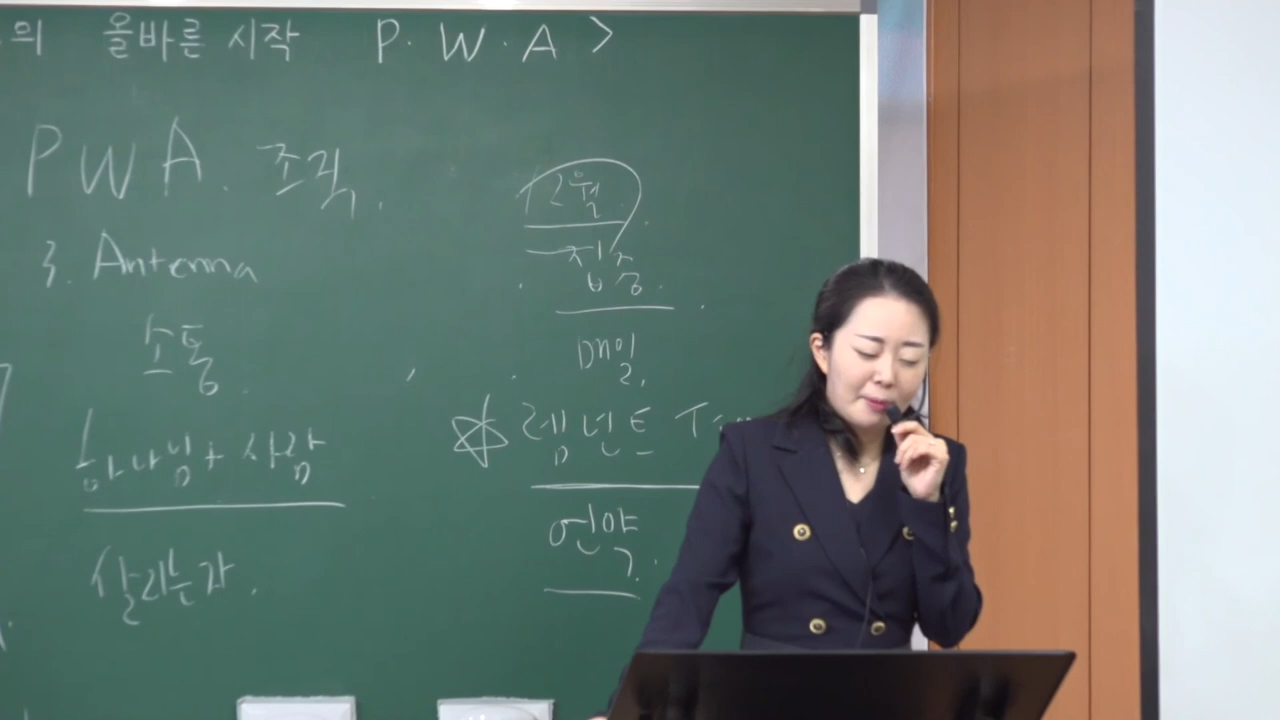 의 올바른 시작 P.W.A >
PWA. 조직.
3. Antenna
소통.
하나님 + 사람
살리는자.
12월
집중.
매일.
☆ 렘넌트
언약.